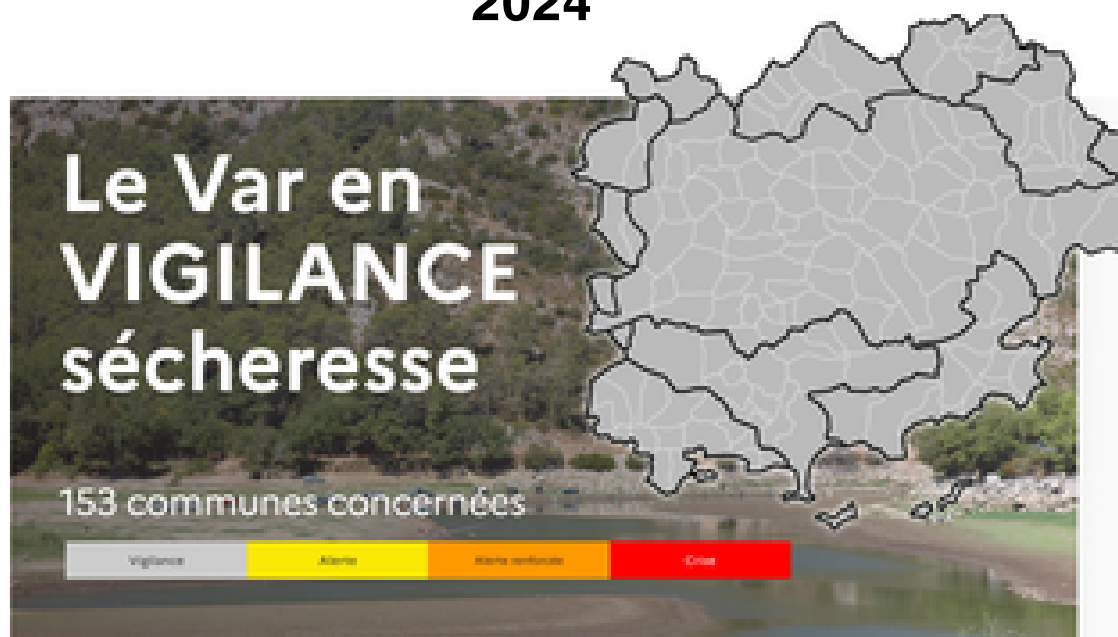 2024
Le Var en
VIGILANCE
sécheresse
153 communes concernées
Vigilance
Alerte
Alerte renforcée
Crise